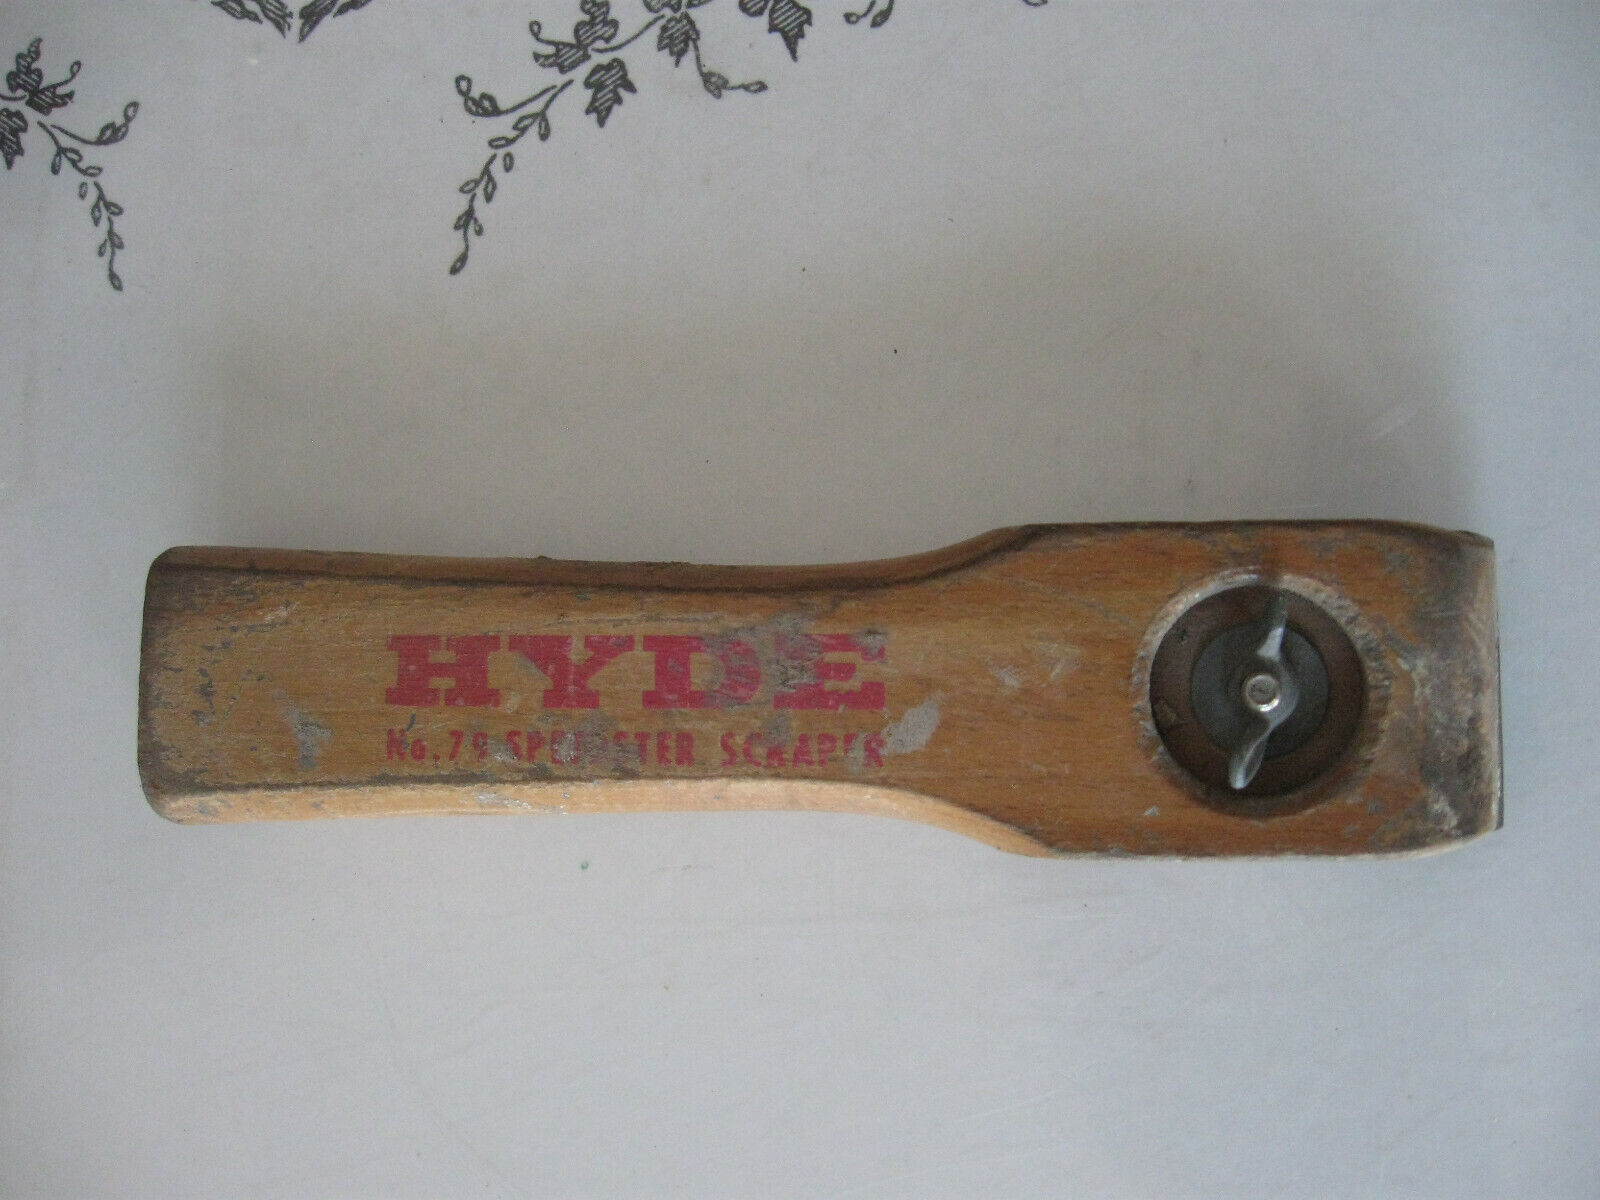 HYDE
No. 79 SPEEDSTER SCRAPER